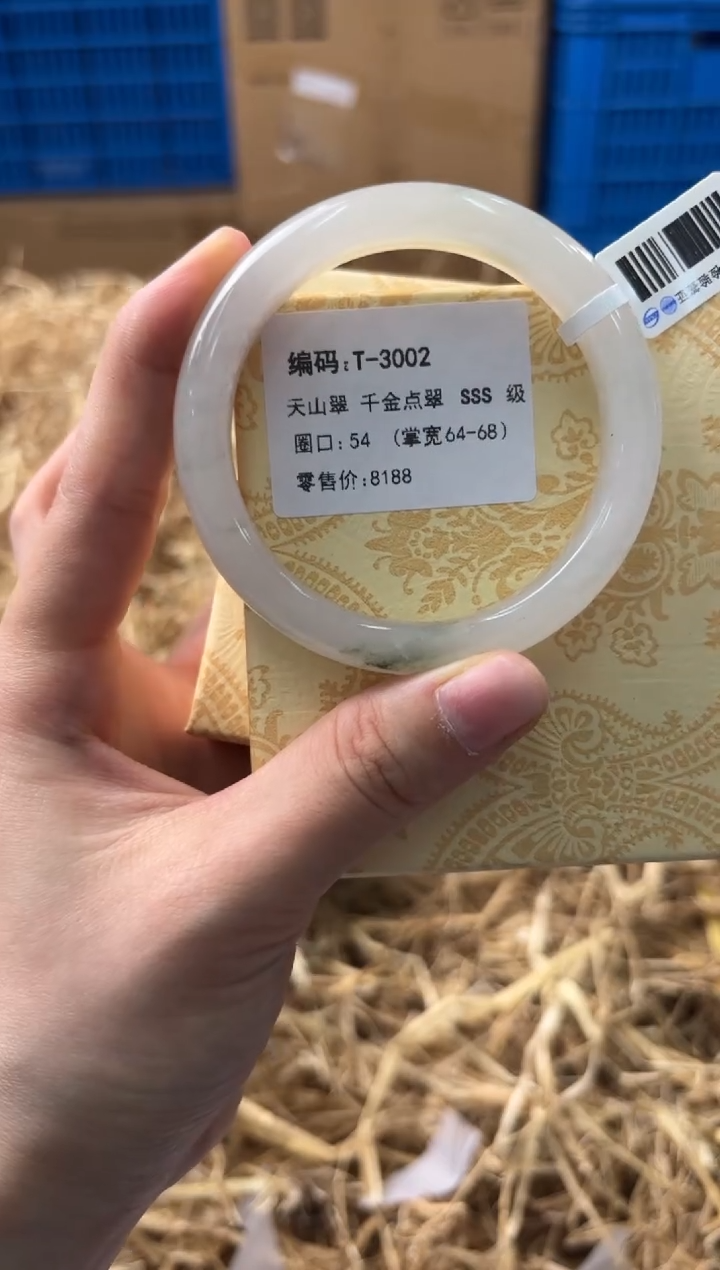 编码:T-3002
天山翠 千金点翠 SSS 级
圈口:54 (掌宽64-68)
零售价:8188